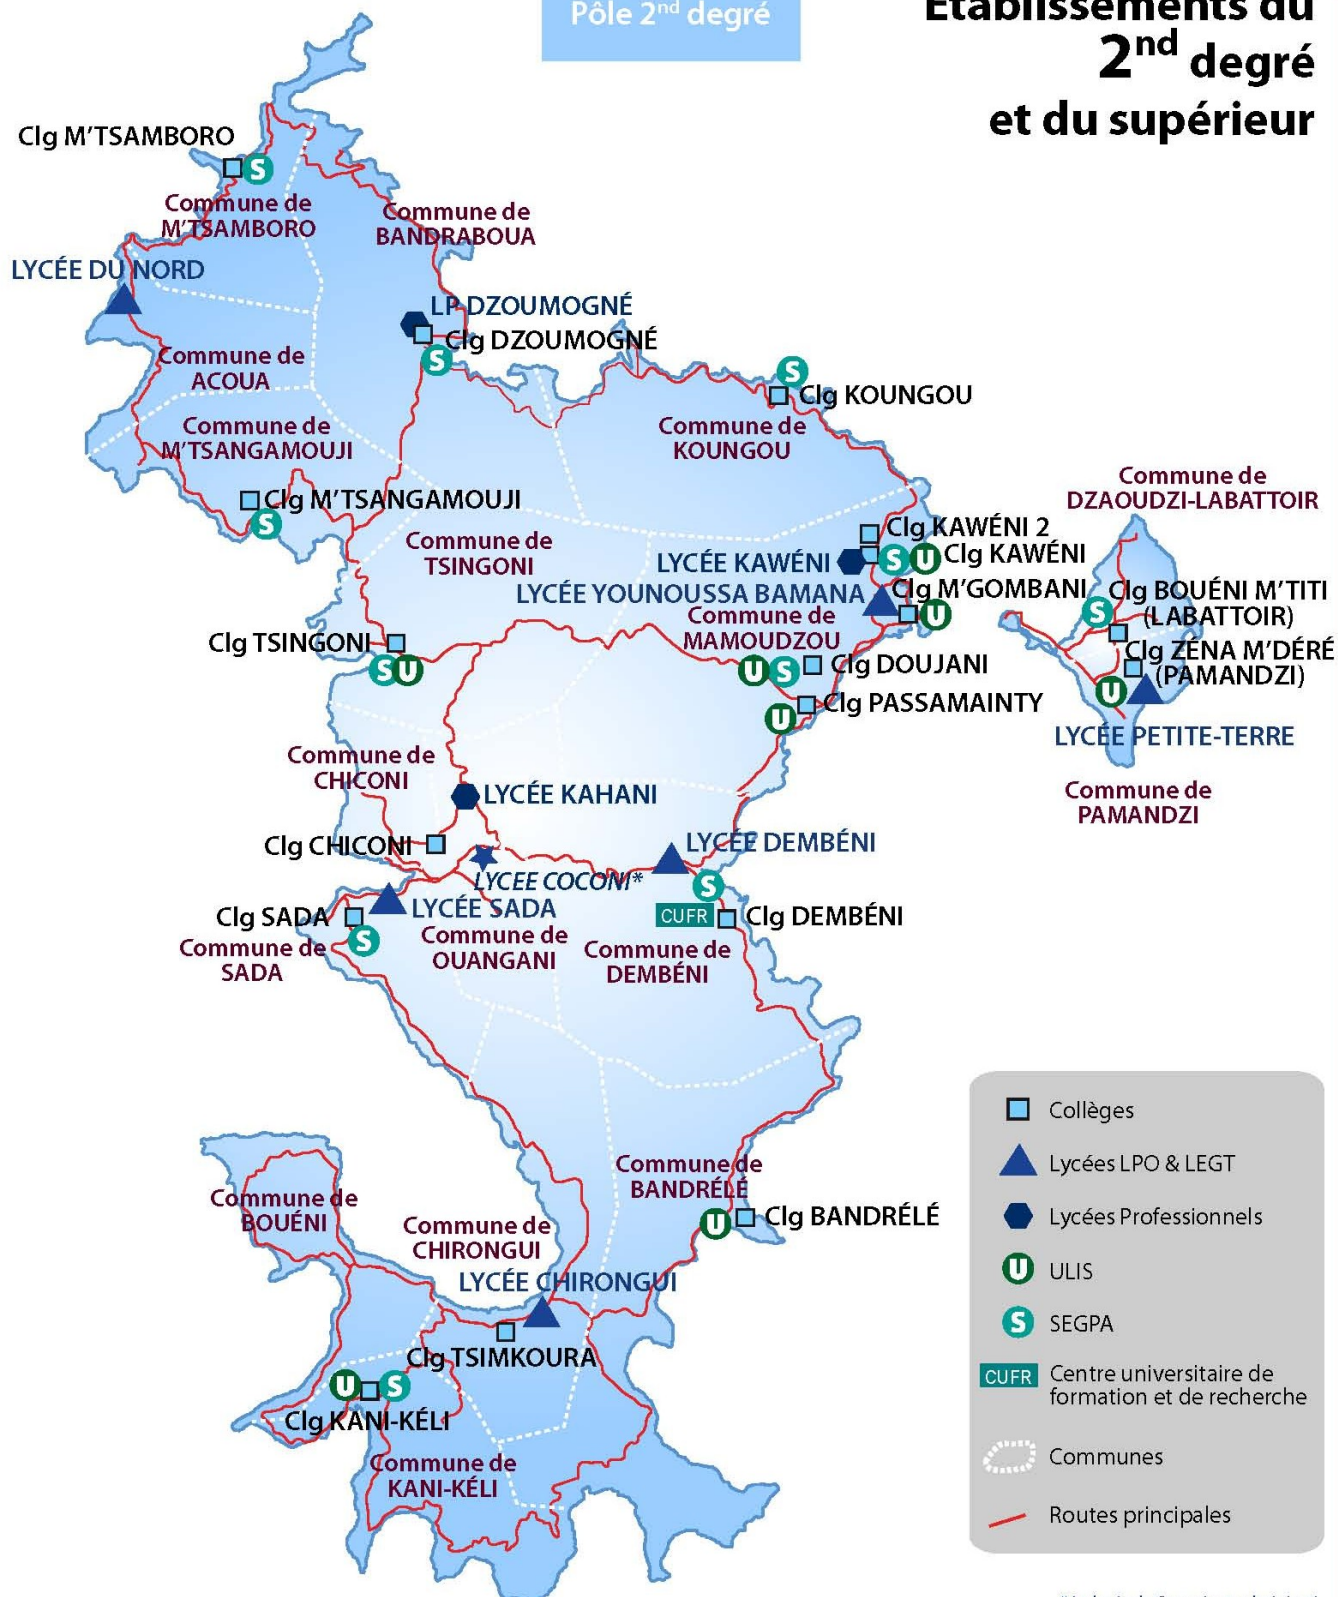 Pôle 2nd degré
Établissements du
2nd degré
et du supérieur
Clg M'TSAMBORO
S
Commune de
M'TSAMBORO
Commune de
BANDRABOUA
LYCÉE DU NORD
LP DZOUMOGNÉ
Clg DZOUMOGNÉ
S
Commune de
ACOUA
S
Clg KOUNGOU
Commune de
M'TSANGAMOUJI
Commune de
KOUNGOU
Clg M'TSANGAMOUJI
S
Commune de
DZAOUDZI-LABATTOIR
Commune de
TSINGONI
Clg KAWÉNI 2
LYCÉE KAWÉNI
S
U
Clg KAWÉNI
LYCÉE YOUNOUSSA BAMANA
Clg M'GOMBANI
U
Clg BOUÉNI M'TITI
(LABATTOIR)
S
Commune de
MAMOUDZOU
Clg TSINGONI
S
U
U
S
Clg DOUJANI
Clg ZÉNA M'DÉRÉ
(PAMANDZI)
U
Clg PASSAMAINTY
U
LYCÉE PETITE-TERRE
Commune de
CHICONI
Commune de
PAMANDZI
LYCÉE KAHANI
Clg CHICONI
LYCÉE DEMBÉNI
LYCEE COCONI*
S
LYCÉE SADA
Clg SADA
S
CUFR
Clg DEMBÉNI
Commune de
SADA
Commune de
OUANGANI
Commune de
DEMBÉNI
Commune de
BANDRÉLÉ
Commune de
BOUÉNI
U
Clg BANDRÉLÉ
Commune de
CHIRONGUI
LYCÉE CHIRONGUI
Clg TSIMKOURA
U
S
Clg KANI-KÉLI
Commune de
KANI-KÉLI
Collèges
Lycées LPO & LEGT
Lycées Professionnels
U
ULIS
S
SEGPA
CUFR
Centre universitaire de
formation et de recherche
Communes
Routes principales